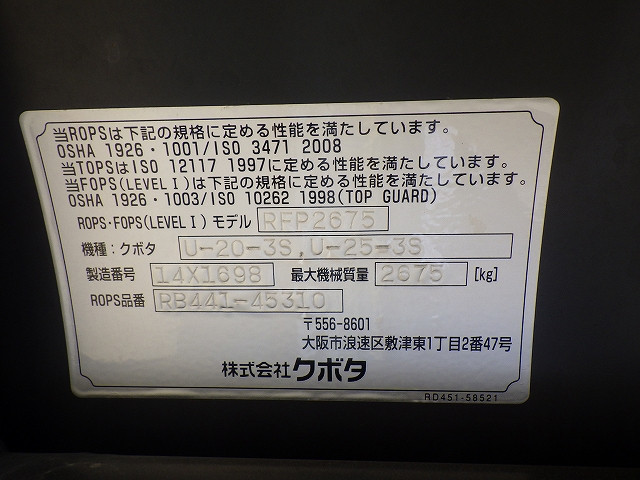 当ROPSは下記の規格に定める性能を満たしています。
OSHA 1926・1001/ISO 3471 2008
当TOPSはISO 12117 1997に定める性能を満たしています。
当FOPS(LEVELⅠ)は下記の規格に定める性能を満たしています。
OSHA 1926・1003/ISO 10262 1998(TOP GUARD)
ROPS・FOPS(LEVELⅠ) モデル RFP2675
機種：クボタ U-20-3S,U-25-3S
製造番号 14X1698 最大機械質量 2675 [kg]
ROPS品番 RB441-45310
〒556-8601
大阪市浪速区敷津東1丁目2番47号
株式会社クボタ
RD451-58521